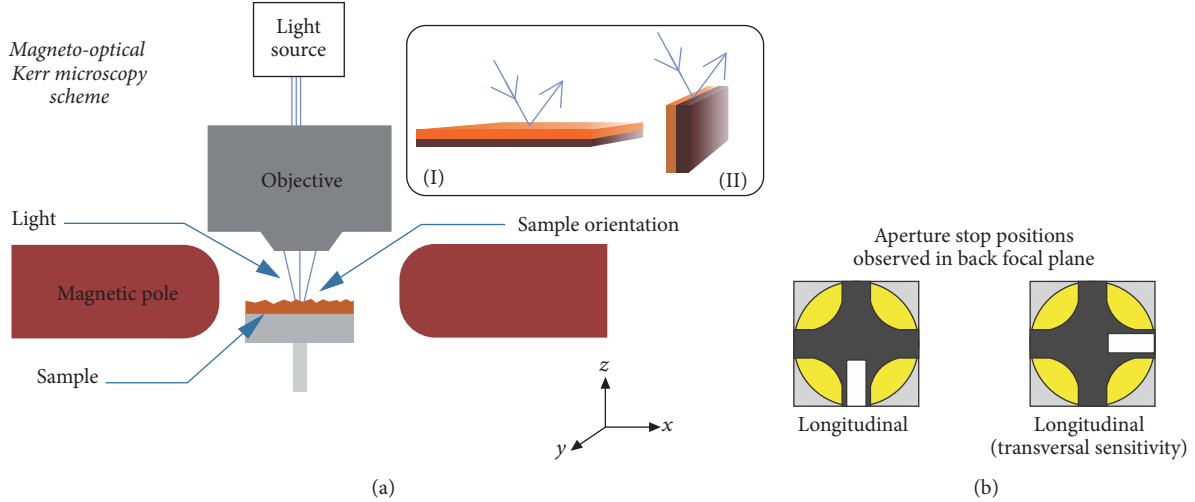 Magneto-optical
Kerr microscopy
scheme
Light
source
Objective
(I)
(II)
Light
Sample orientation
Magnetic pole
Sample
z
x
y
(a)
Aperture stop positions
observed in back focal plane
Longitudinal
Longitudinal
(transversal sensitivity)
(b)